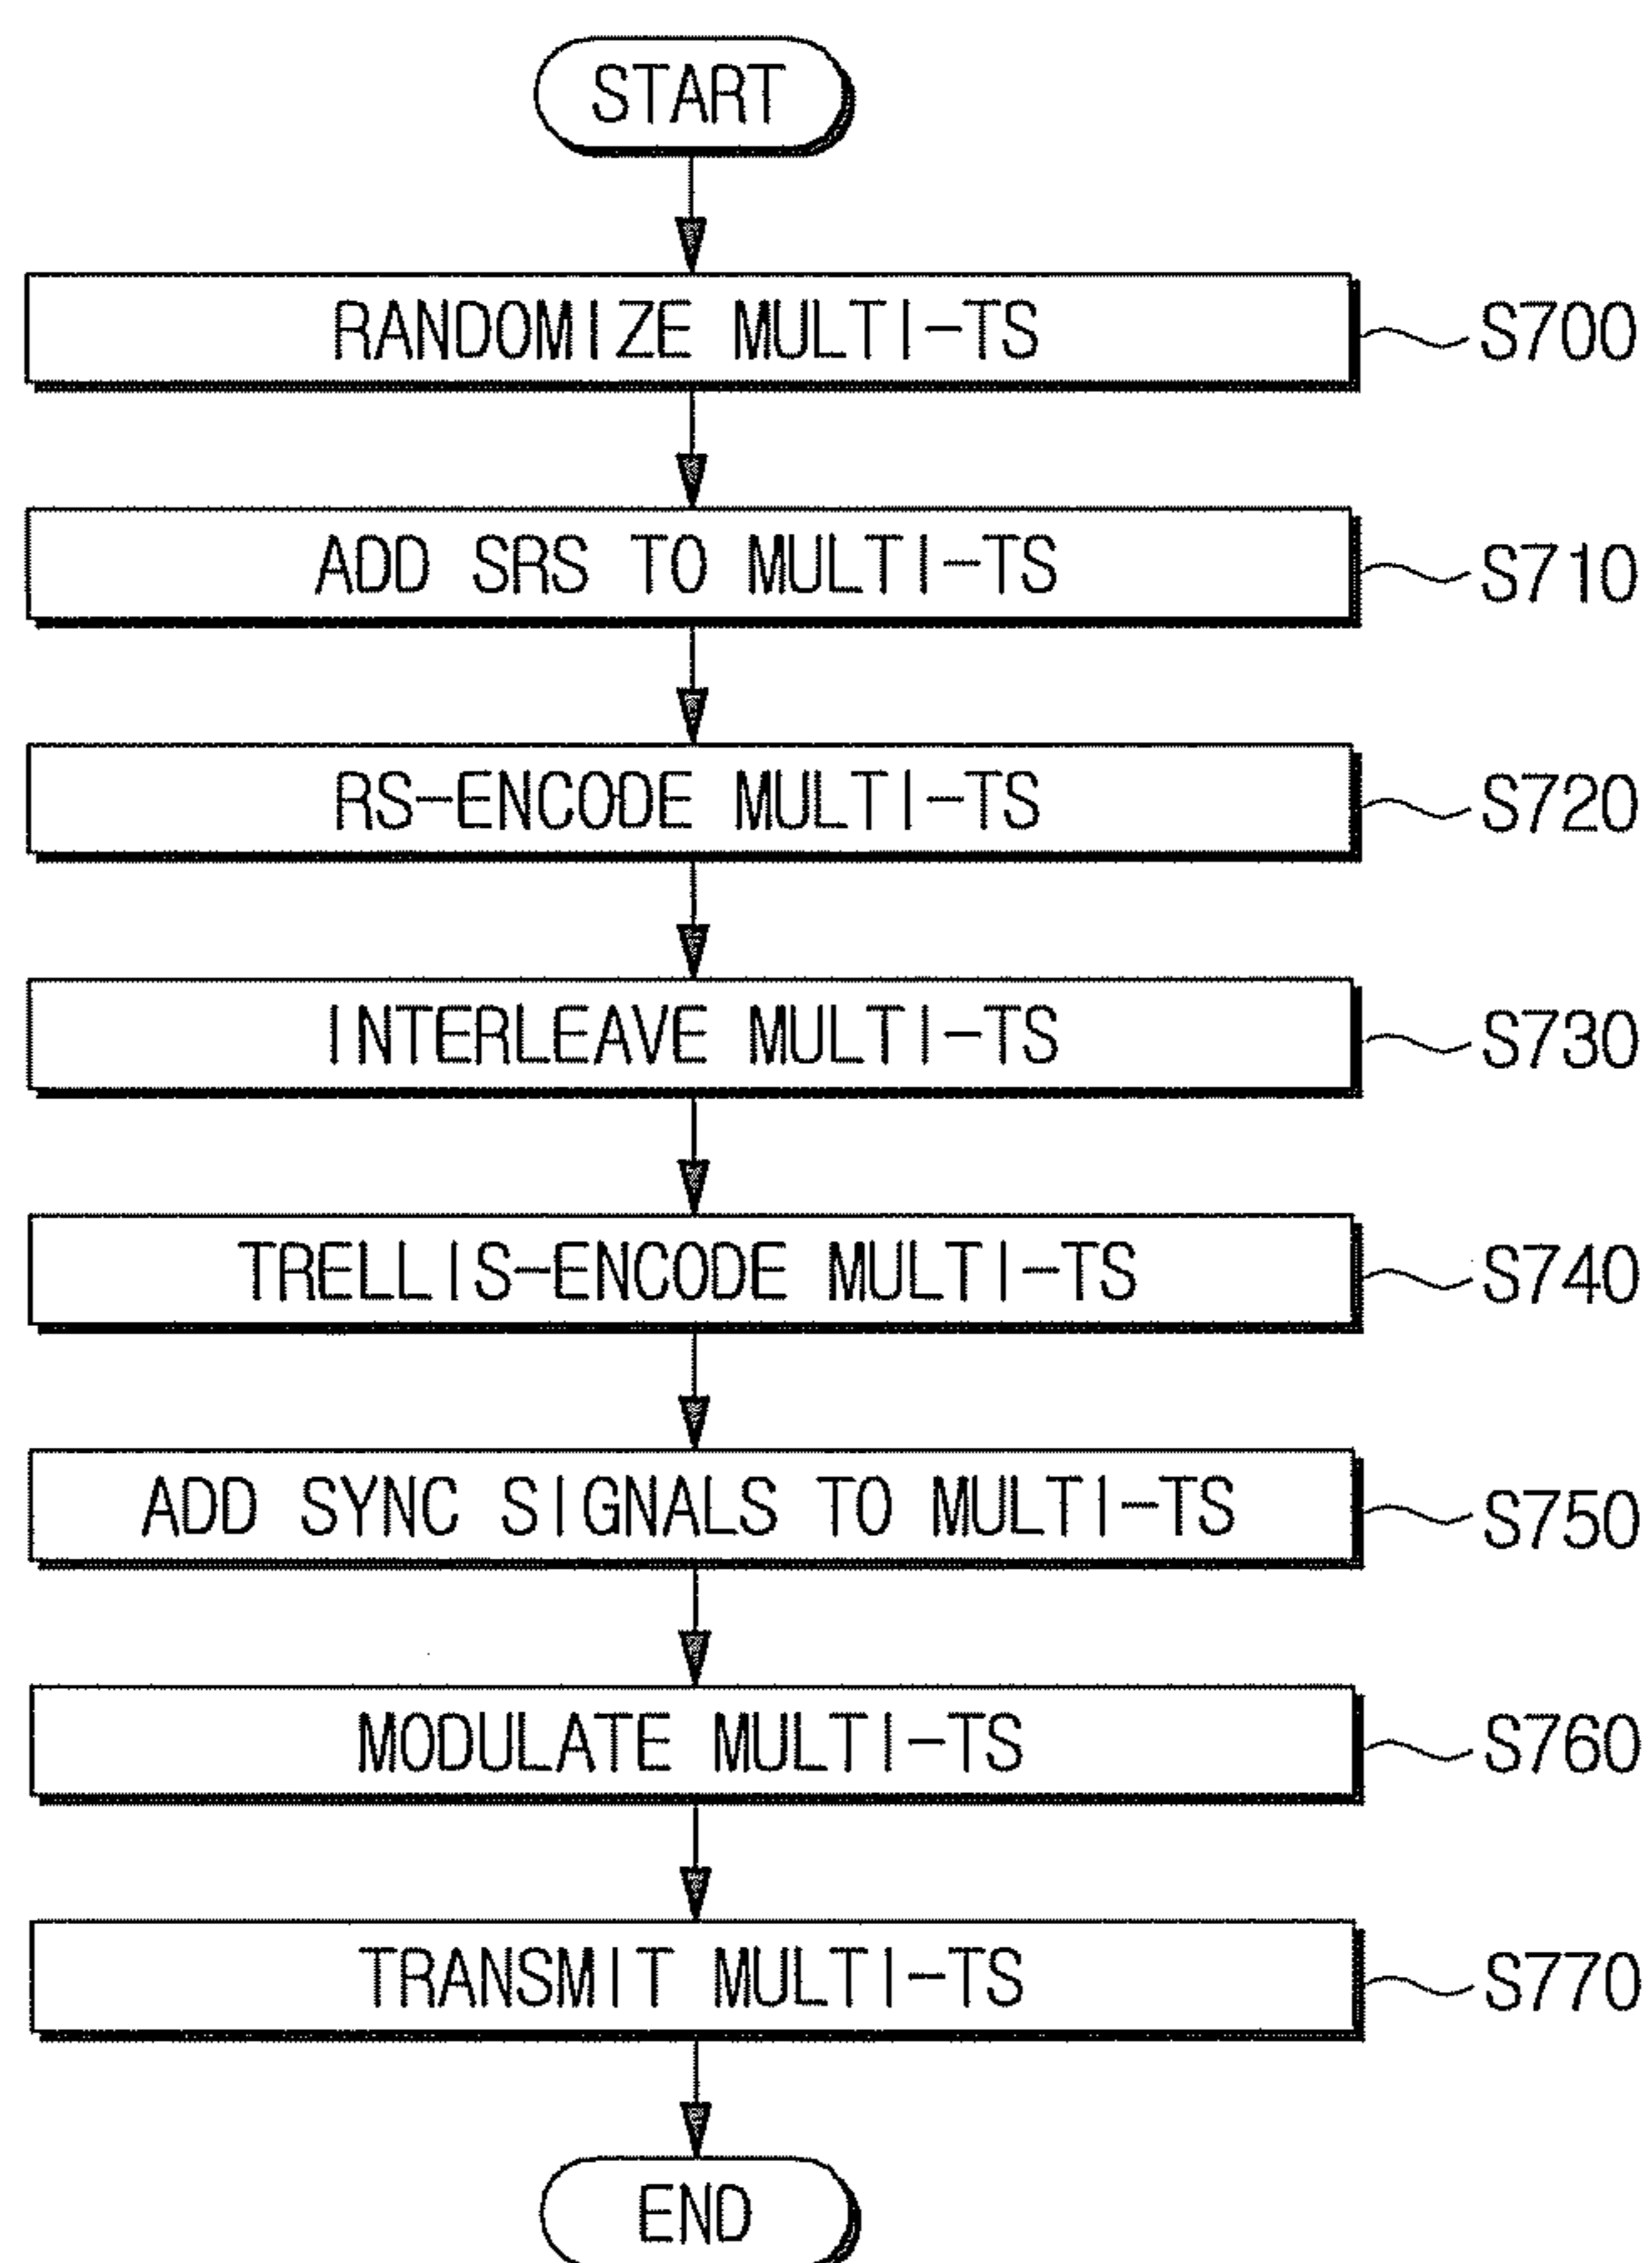 START
RANDOMIZE MULTI-TS
S700
ADD SRS TO MULTI-TS
S710
RS-ENCODE MULTI-TS
S720
INTERLEAVE MULTI-TS
S730
TRELLIS-ENCODE MULTI-TS
S740
ADD SYNC SIGNALS TO MULTI-TS
S750
MODULATE MULTI-TS
S760
TRANSMIT MULTI-TS
S770
END